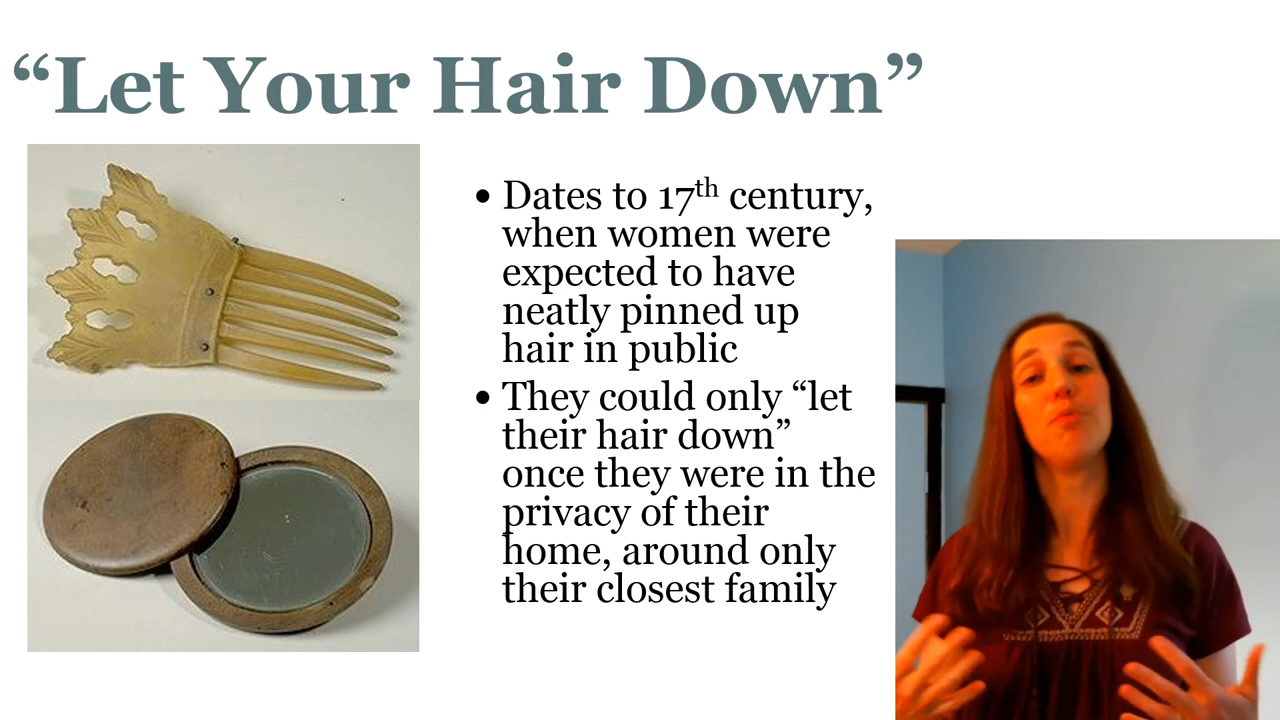 “Let Your Hair Down”
• Dates to 17th century,
when women were
expected to have
neatly pinned up
hair in public
• They could only “let
their hair down”
once they were in the
privacy of their
home, around only
their closest family